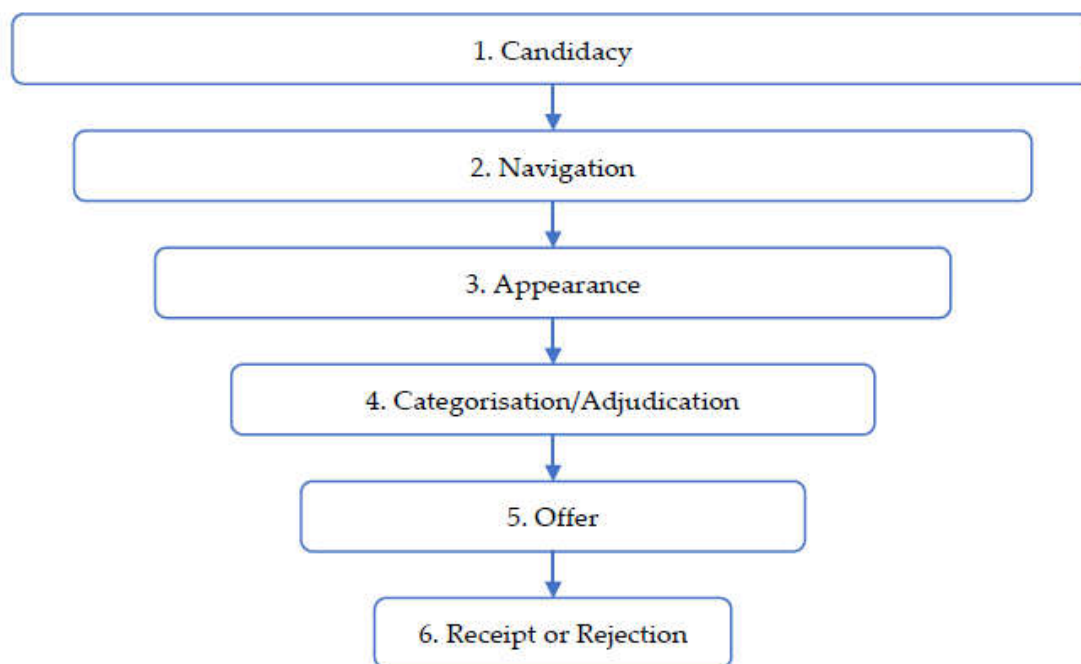 1. Candidacy
2. Navigation
3. Appearance
4. Categorisation/Adjudication
5. Offer
6. Receipt or Rejection